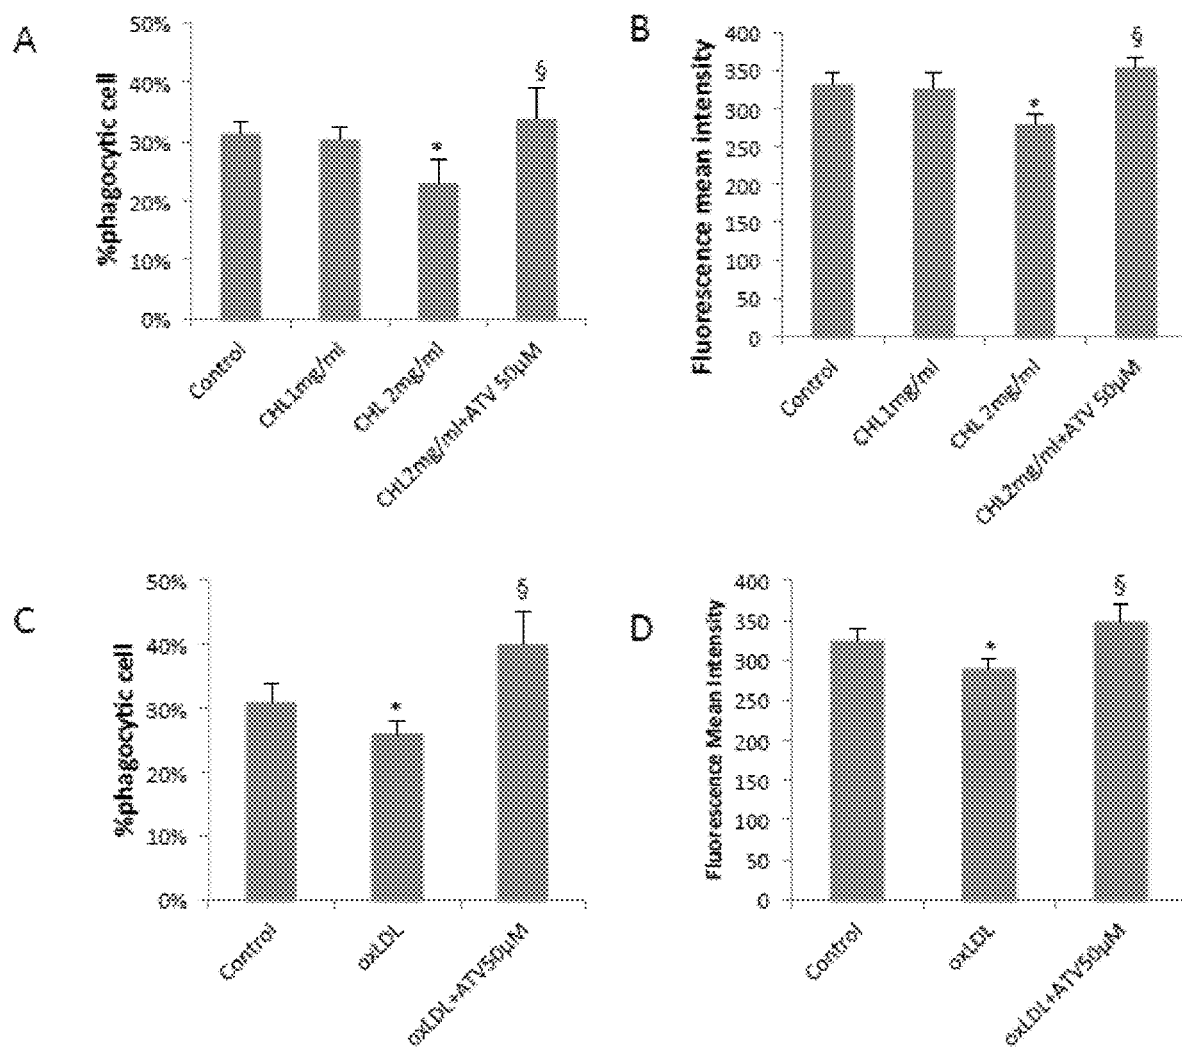 A
%phagocytic cell
50%
40%
30%
20%
10%
0%
§
*
Control
CHL1mg/ml
CHL 2mg/ml
CHL2mg/ml+ATV 50µM
B
Fluorescence mean intensity
400
350
300
250
200
150
100
50
0
§
*
Control
CHL1mg/ml
CHL 2mg/ml
CHL2mg/ml+ATV 50µM
C
%phagocytic cell
50%
40%
30%
20%
10%
0%
§
*
Control
oxLDL
oxLDL+ATV50µM
D
Fluorescence Mean Intensity
400
350
300
250
200
150
100
50
0
§
*
Control
oxLDL
oxLDL+ATV50µM